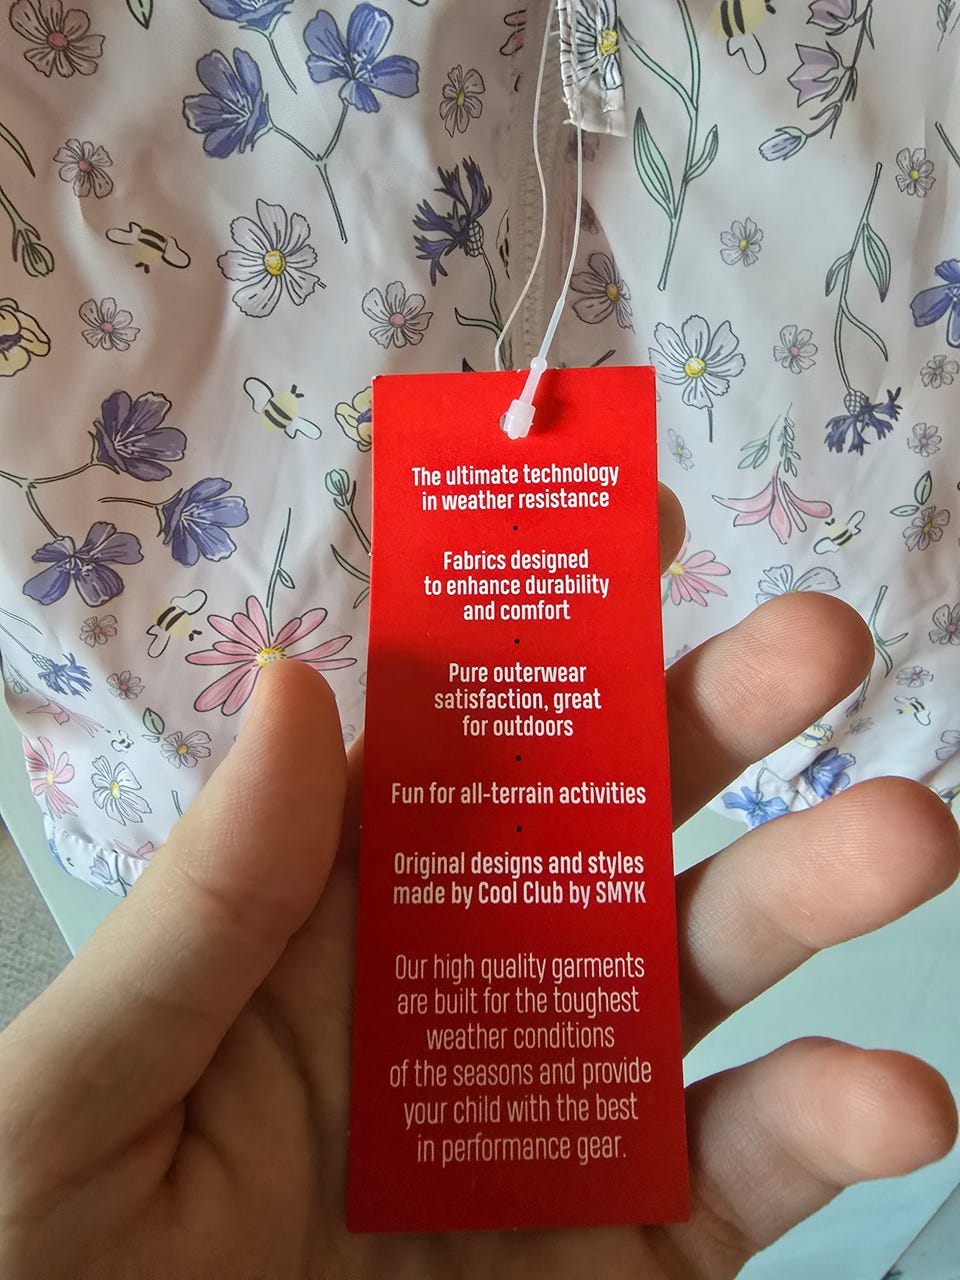 The ultimate technology
in weather resistance
•
Fabrics designed
to enhance durability
and comfort
•
Pure outerwear
satisfaction, great
for outdoors
•
Fun for all-terrain activities
•
Original designs and styles
made by Cool Club by SMYK
Our high quality garments
are built for the toughest
weather conditions
of the seasons and provide
your child with the best
in performance gear.